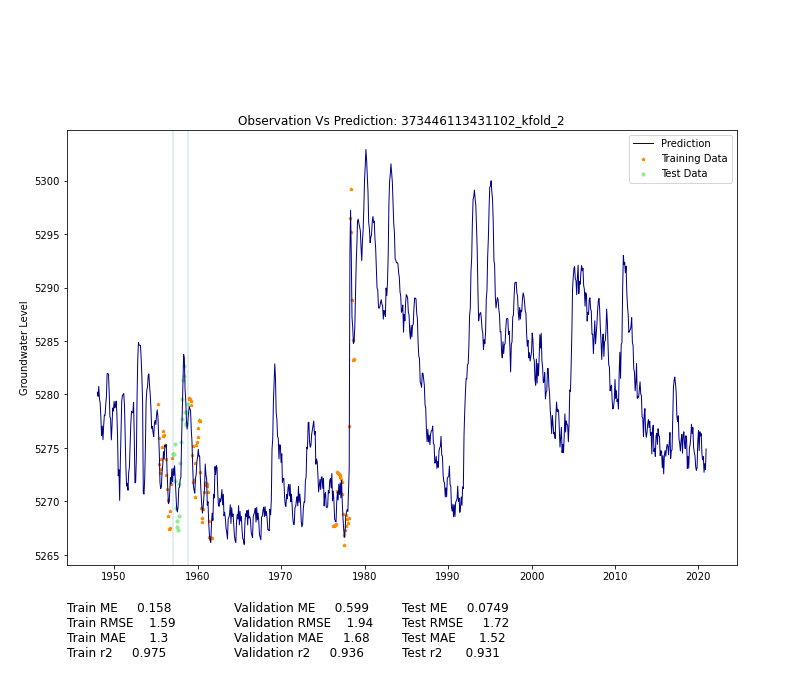 Observation Vs Prediction: 373446113431102_kfold_2
Prediction
Training Data
Test Data
Groundwater Level
5300
5295
5290
5285
5280
5275
5270
5265
1950 1960 1970 1980 1990 2000 2010 2020
Train ME 0.158 Validation ME 0.599 Test ME 0.0749
Train RMSE 1.59 Validation RMSE 1.94 Test RMSE 1.72
Train MAE 1.3 Validation MAE 1.68 Test MAE 1.52
Train r2 0.975 Validation r2 0.936 Test r2 0.931